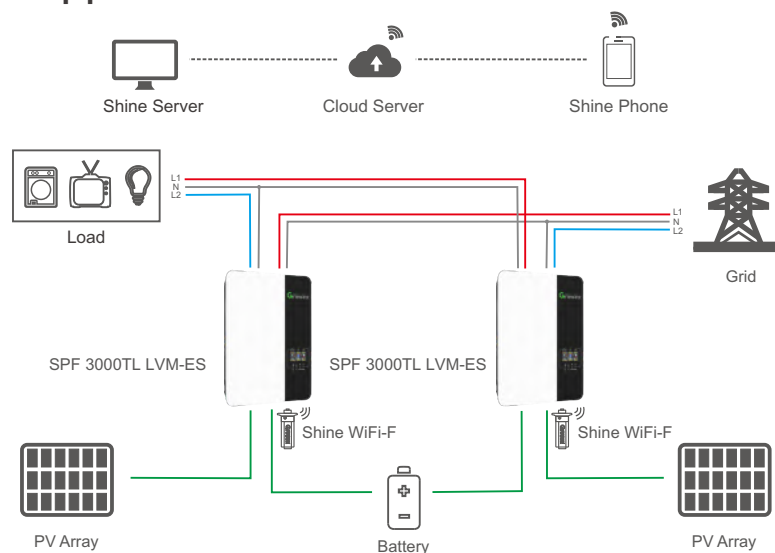 Shine Server
Cloud Server
Shine Phone
L1
N
L2
Load
L1
N
L2
Grid
SPF 3000TL LVM-ES
SPF 3000TL LVM-ES
Shine WiFi-F
Shine WiFi-F
PV Array
Battery
PV Array